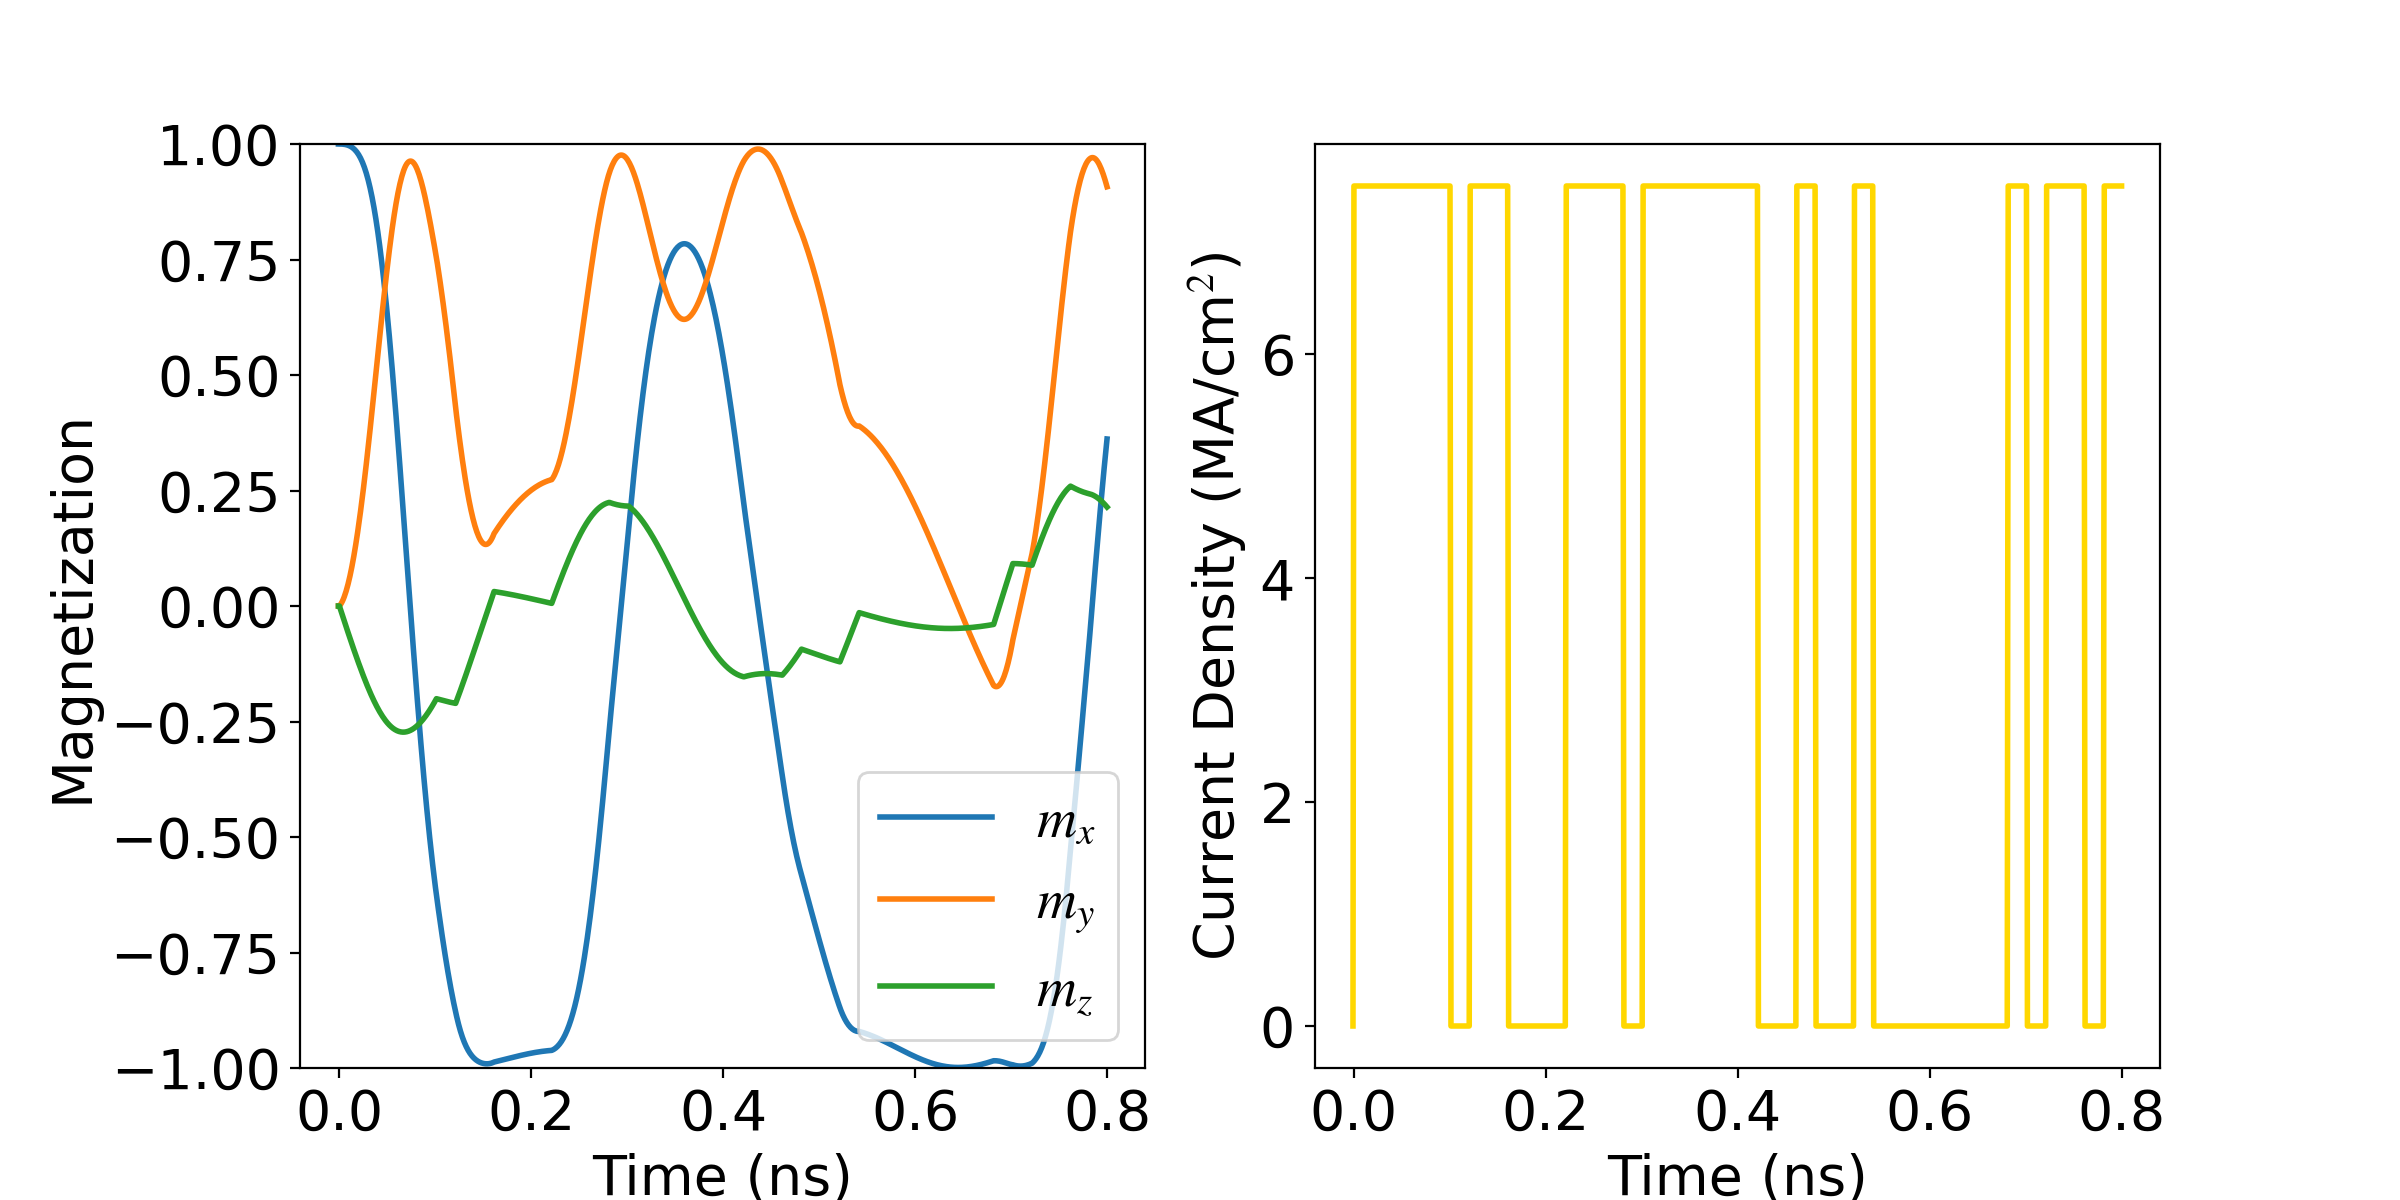 1.00
0.75
0.50
0.25
0.00
−0.25
−0.50
−0.75
−1.00
Magnetization
0.0 0.2 0.4 0.6 0.8
Time (ns)
m_x
m_y
m_z
6
4
2
0
Current Density (MA/cm²)
0.0 0.2 0.4 0.6 0.8
Time (ns)